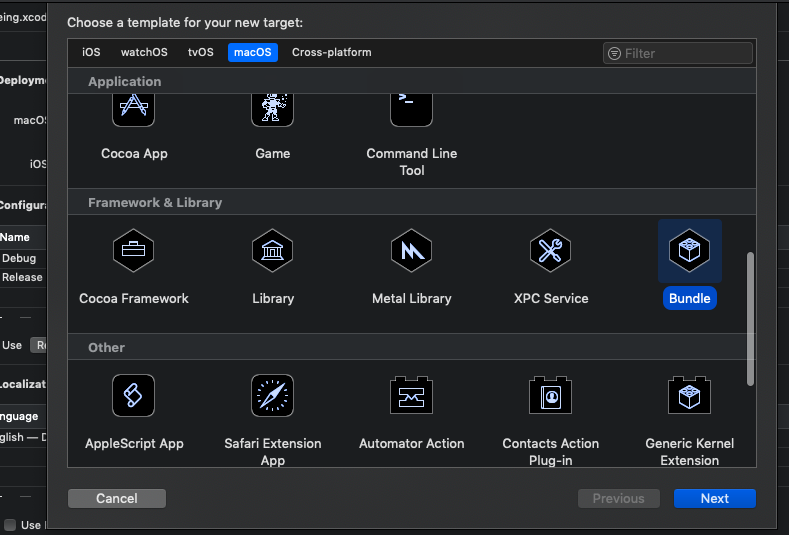 eing.xcod
Choose a template for your new target:
iOS watchOS tvOS macOS Cross-platform Filter
Deployme
Application
macOS
Cocoa App Game Command Line Tool
iOS
Configura
Framework & Library
Name
Debug
Release
Cocoa Framework Library Metal Library XPC Service Bundle
Use Re
Other
Localizat
nguage
glish — D
AppleScript App Safari Extension App Automator Action Contacts Action Plug-in Generic Kernel Extension
Cancel Previous Next
Use